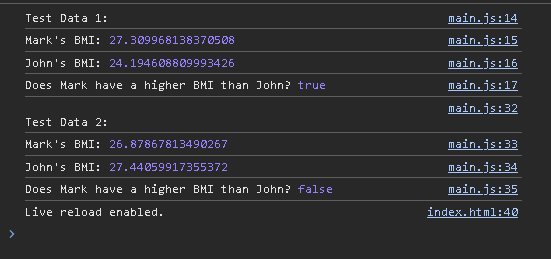 Test Data 1: main.js:14
Mark's BMI: 27.309968138370508 main.js:15
John's BMI: 24.194608809993426 main.js:16
Does Mark have a higher BMI than John? true main.js:17
main.js:32
Test Data 2:
Mark's BMI: 26.87867813490267 main.js:33
John's BMI: 27.44059917355372 main.js:34
Does Mark have a higher BMI than John? false main.js:35
Live reload enabled. index.html:40